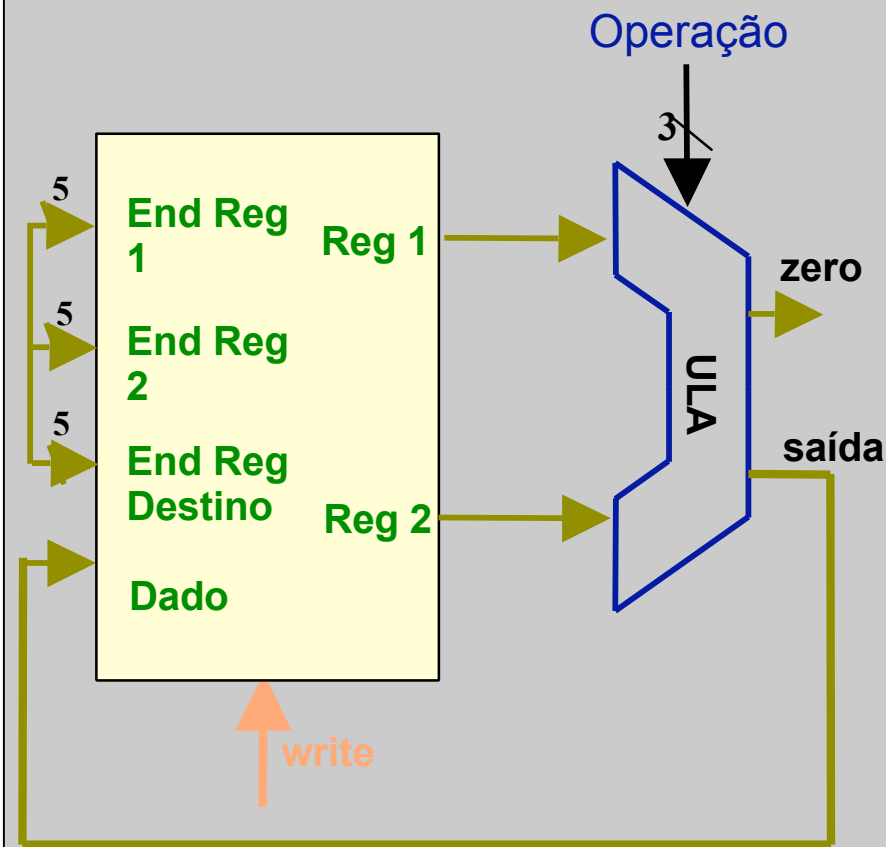 Operação
3
5
End Reg
1
Reg 1
zero
5
End Reg
2
ULA
5
End Reg
Destino
saída
Reg 2
Dado
write